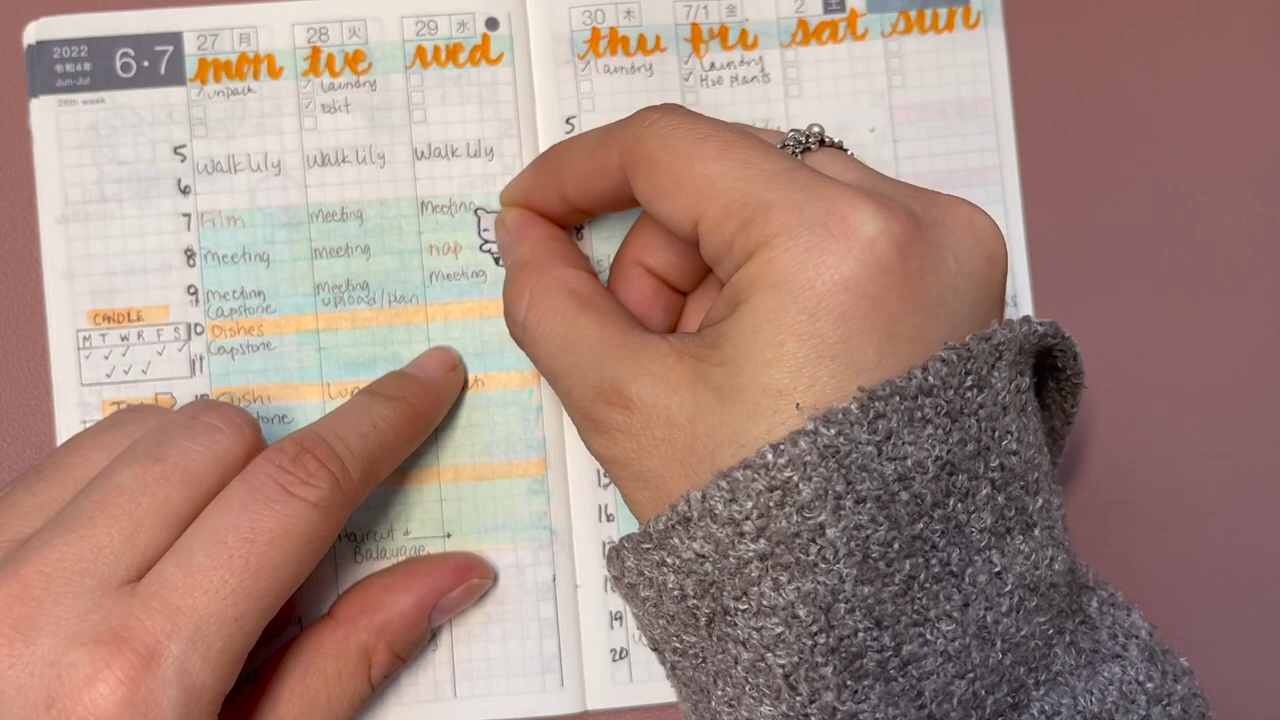 2022
令和4年
Jun-Jul
6・7
26th week
27 月
28 火
29 水
30 木
7/1 金
2 土
mon tue wed thu fri sat sun
unpack
laundry
Edit
laundry
Laundry
H2O plants
5
Walk Lily
Walk Lily
Walk Lily
5
6
7
Film
Meeting
Meeting
8
Meeting
Meeting
nap
8
9
Meeting
Meeting
Meeting
Capstone
upload/plan
10
Dishes
Capstone
11
CANDLE
M T W R F S
Sushi
Haircut &
Balayage
15
16
19
20